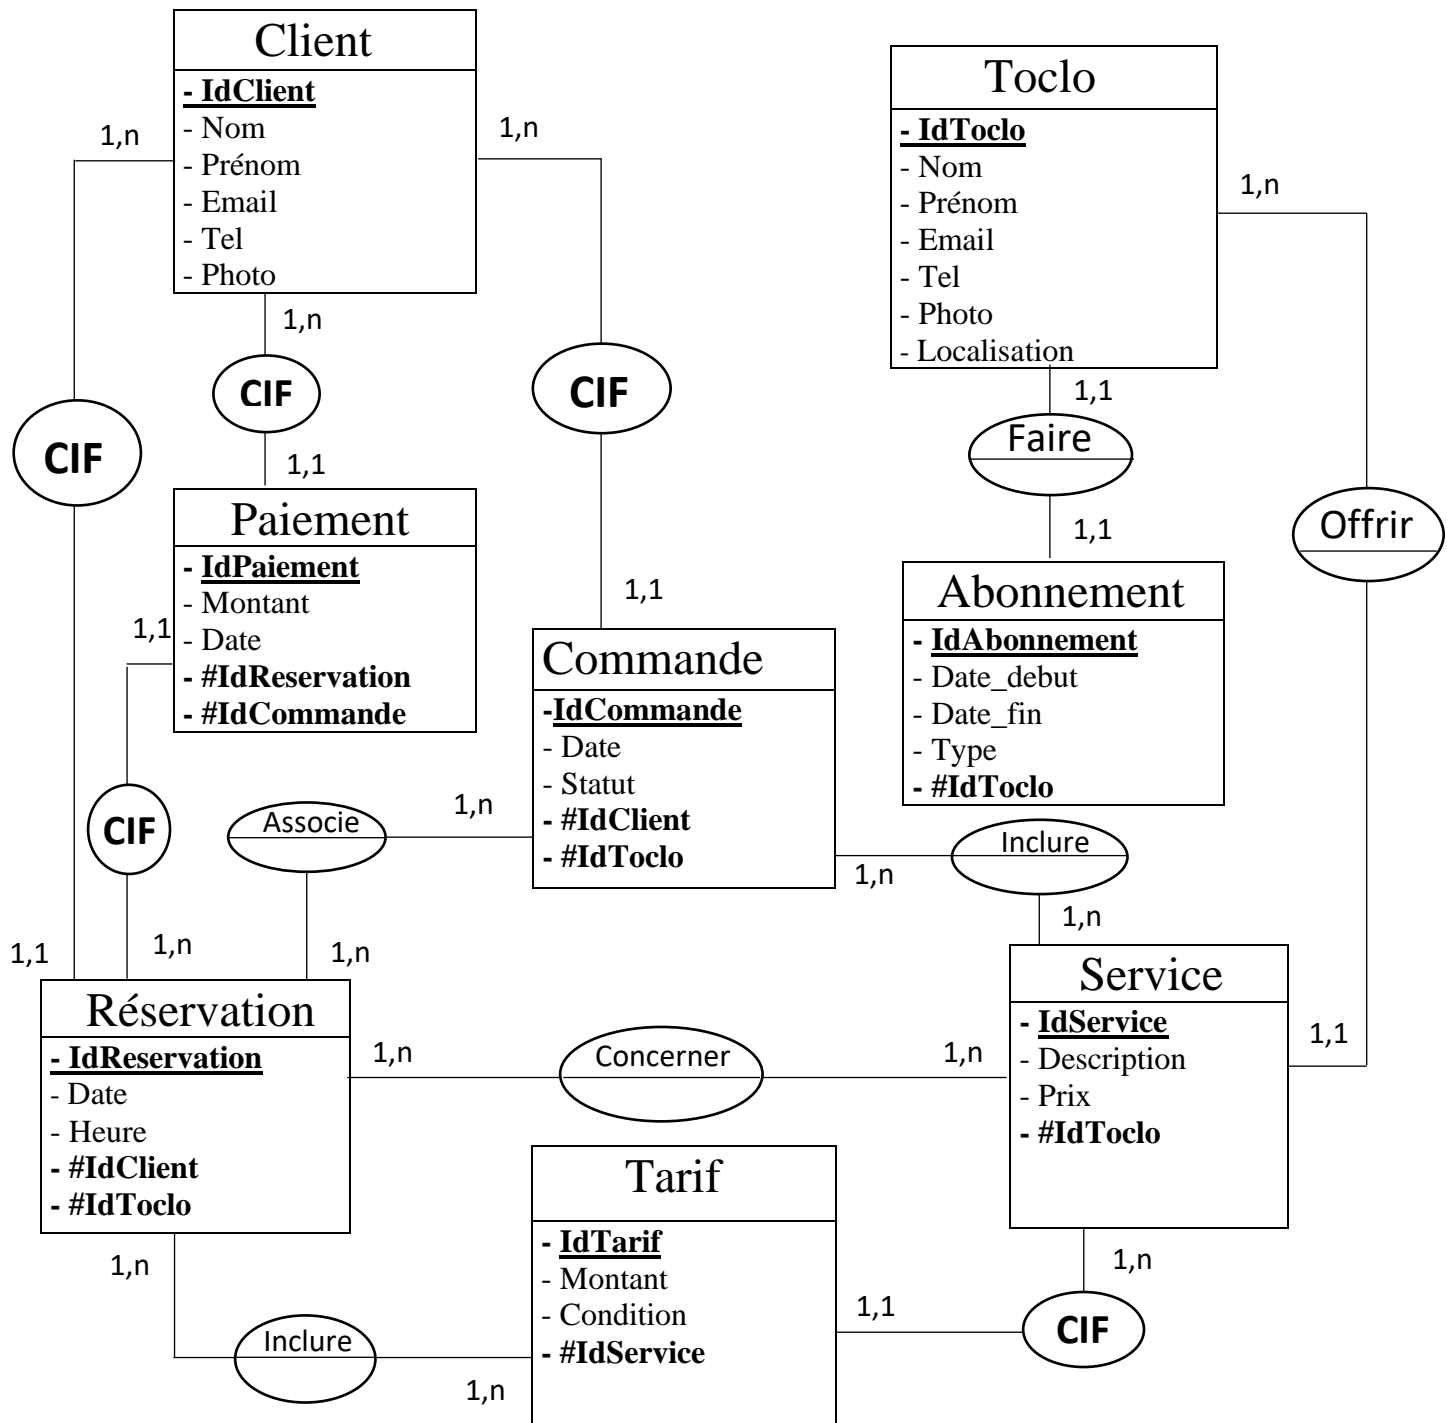 Client
- IdClient
- Nom
- Prénom
- Email
- Tel
- Photo
Toclo
- IdToclo
- Nom
- Prénom
- Email
- Tel
- Photo
- Localisation
1,n
1,n
1,n
1,n
CIF
CIF
CIF
1,1
Faire
1,1
1,1
Offrir
Paiement
- IdPaiement
- Montant
- Date
- #IdReservation
- #IdCommande
1,1
1,1
Abonnement
- IdAbonnement
- Date_debut
- Date_fin
- Type
- #IdToclo
Commande
-IdCommande
- Date
- Statut
- #IdClient
- #IdToclo
CIF
Associe
1,n
Inclure
1,n
1,n
1,1
1,n
1,n
Réservation
- IdReservation
- Date
- Heure
- #IdClient
- #IdToclo
1,n
Concerner
1,n
Service
- IdService
- Description
- Prix
- #IdToclo
1,1
Tarif
- IdTarif
- Montant
- Condition
- #IdService
1,n
Inclure
1,n
1,1
1,n
CIF